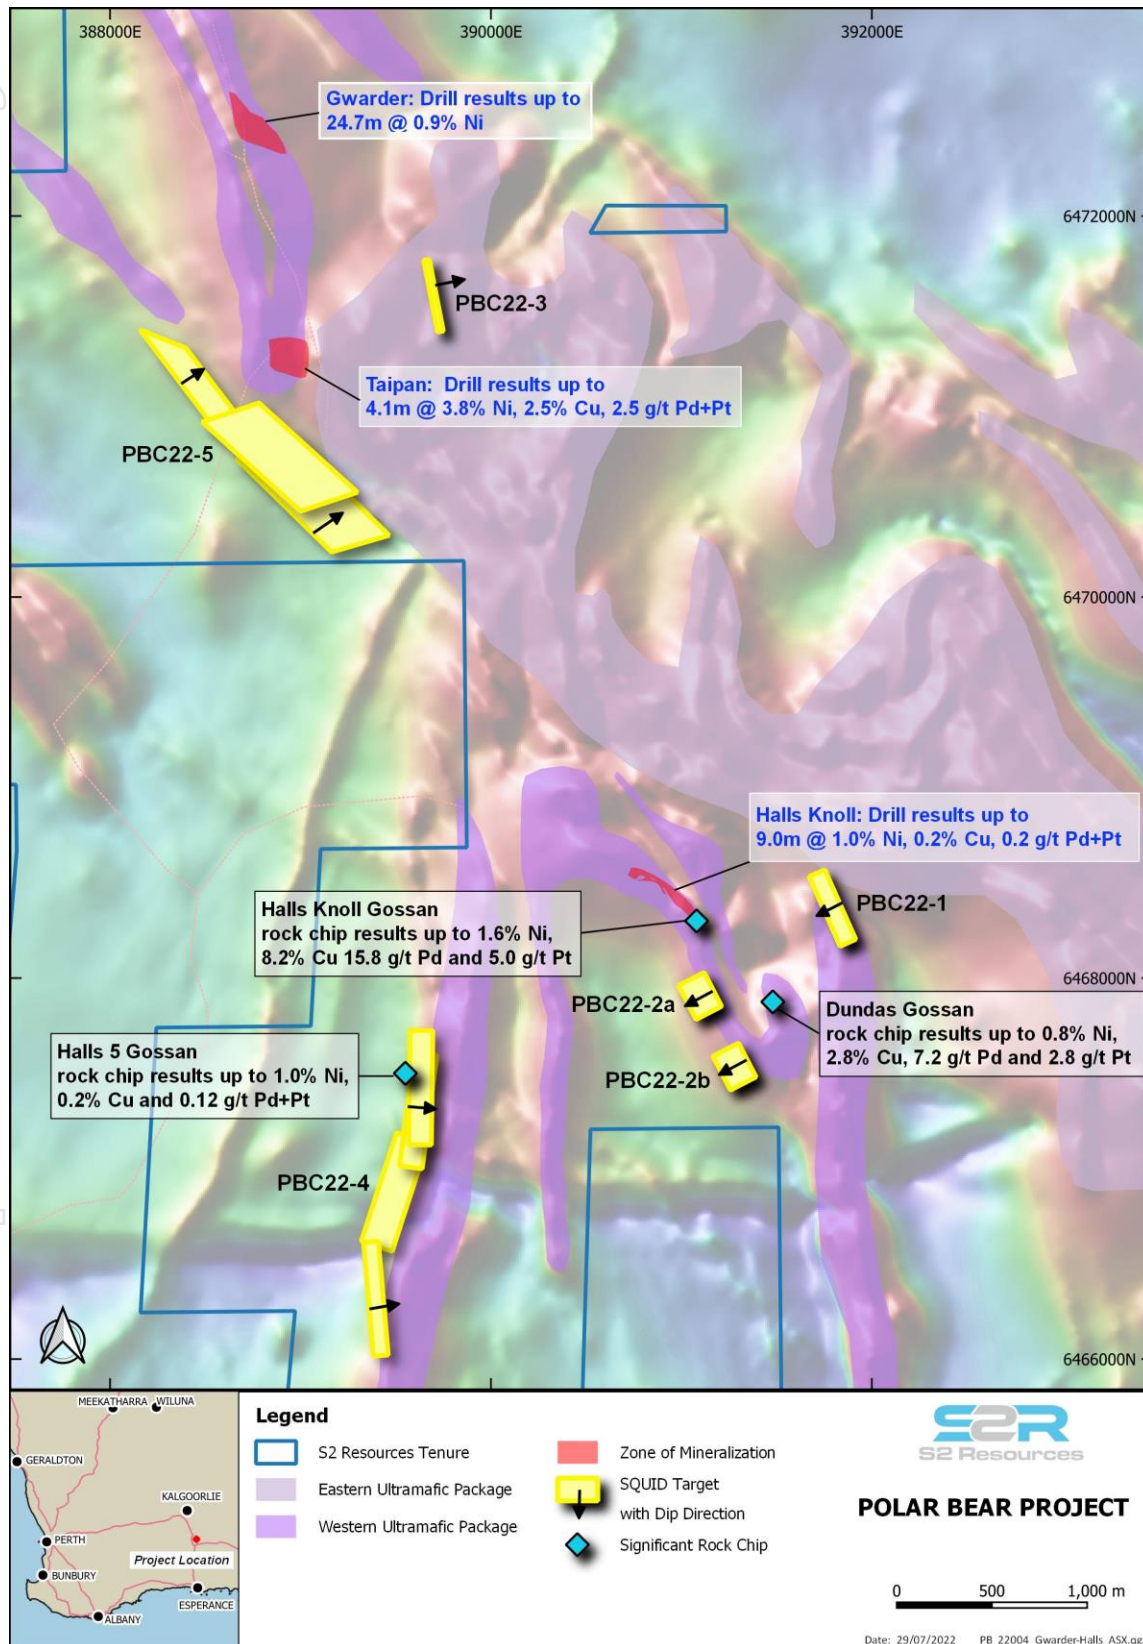 388000E
390000E
392000E
Gwarder: Drill results up to
24.7m @ 0.9% Ni
6472000N
PBC22-3
Taipan: Drill results up to
4.1m @ 3.8% Ni, 2.5% Cu, 2.5 g/t Pd+Pt
PBC22-5
6470000N
Halls Knoll: Drill results up to
9.0m @ 1.0% Ni, 0.2% Cu, 0.2 g/t Pd+Pt
Halls Knoll Gossan
rock chip results up to 1.6% Ni,
8.2% Cu 15.8 g/t Pd and 5.0 g/t Pt
PBC22-1
6468000N
PBC22-2a
Dundas Gossan
rock chip results up to 0.8% Ni,
2.8% Cu, 7.2 g/t Pd and 2.8 g/t Pt
Halls 5 Gossan
rock chip results up to 1.0% Ni,
0.2% Cu and 0.12 g/t Pd+Pt
PBC22-2b
PBC22-4
6466000N
MEEKATHARRA
WILUNA
GERALDTON
KALGOORLIE
PERTH
Project Location
BUNBURY
ESPERANCE
ALBANY
Legend
S2 Resources Tenure
Eastern Ultramafic Package
Western Ultramafic Package
Zone of Mineralization
SQUID Target
with Dip Direction
Significant Rock Chip
S2R
S2 Resources
POLAR BEAR PROJECT
0 500 1,000 m
Date: 29/07/2022 PB_22004_Gwarder-Halls_ASX.qgz